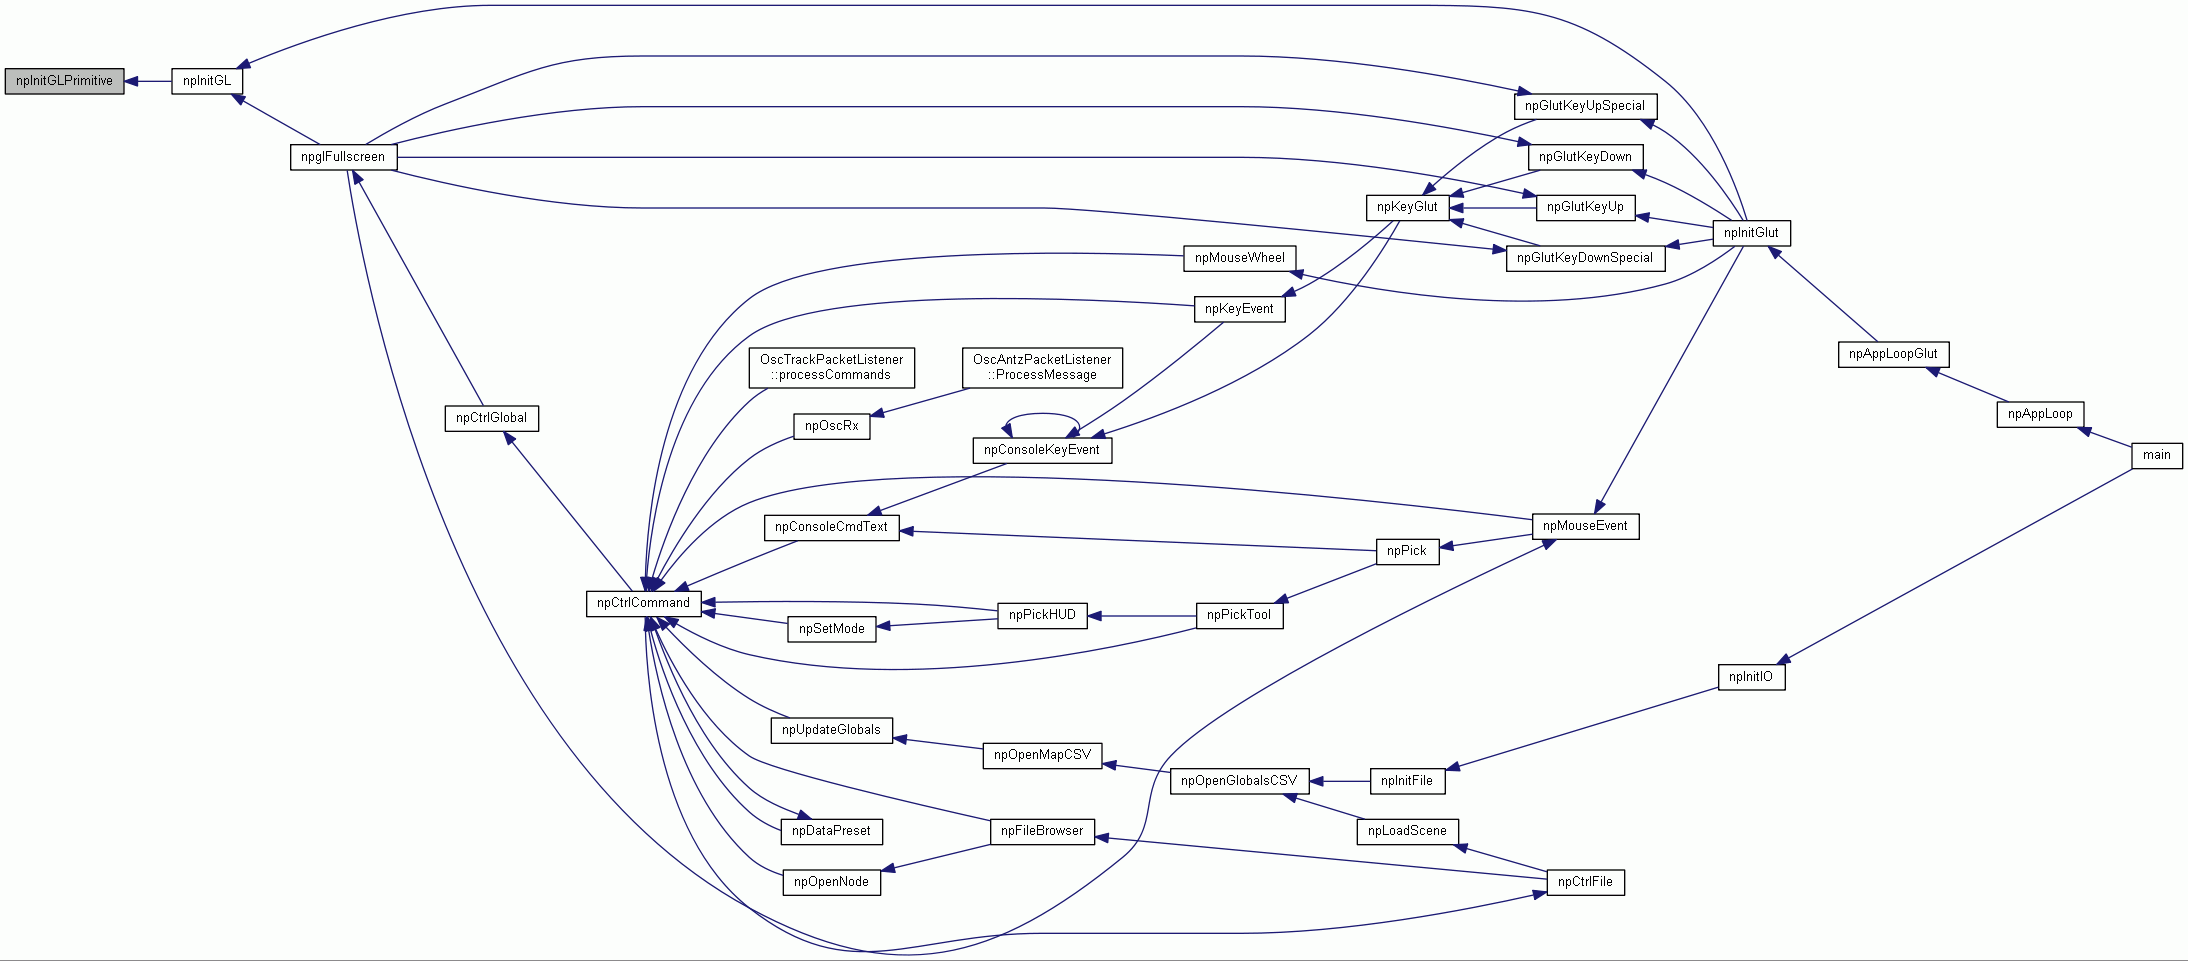 npInitGLPrimitive
npInitGL
npglFullscreen
npCtrlGlobal
npCtrlCommand
OscTrackPacketListener
::processCommands
npOscRx
npConsoleCmdText
npSetMode
npUpdateGlobals
npDataPreset
npOpenNode
OscAntzPacketListener
::ProcessMessage
npConsoleKeyEvent
npPickHUD
npOpenMapCSV
npFileBrowser
npMouseWheel
npKeyEvent
npPickTool
npOpenGlobalsCSV
npKeyGlut
npPick
npInitFile
npLoadScene
npGlutKeyUpSpecial
npGlutKeyDown
npGlutKeyUp
npGlutKeyDownSpecial
npMouseEvent
npCtrlFile
npInitGlut
npInitIO
npAppLoopGlut
npAppLoop
main